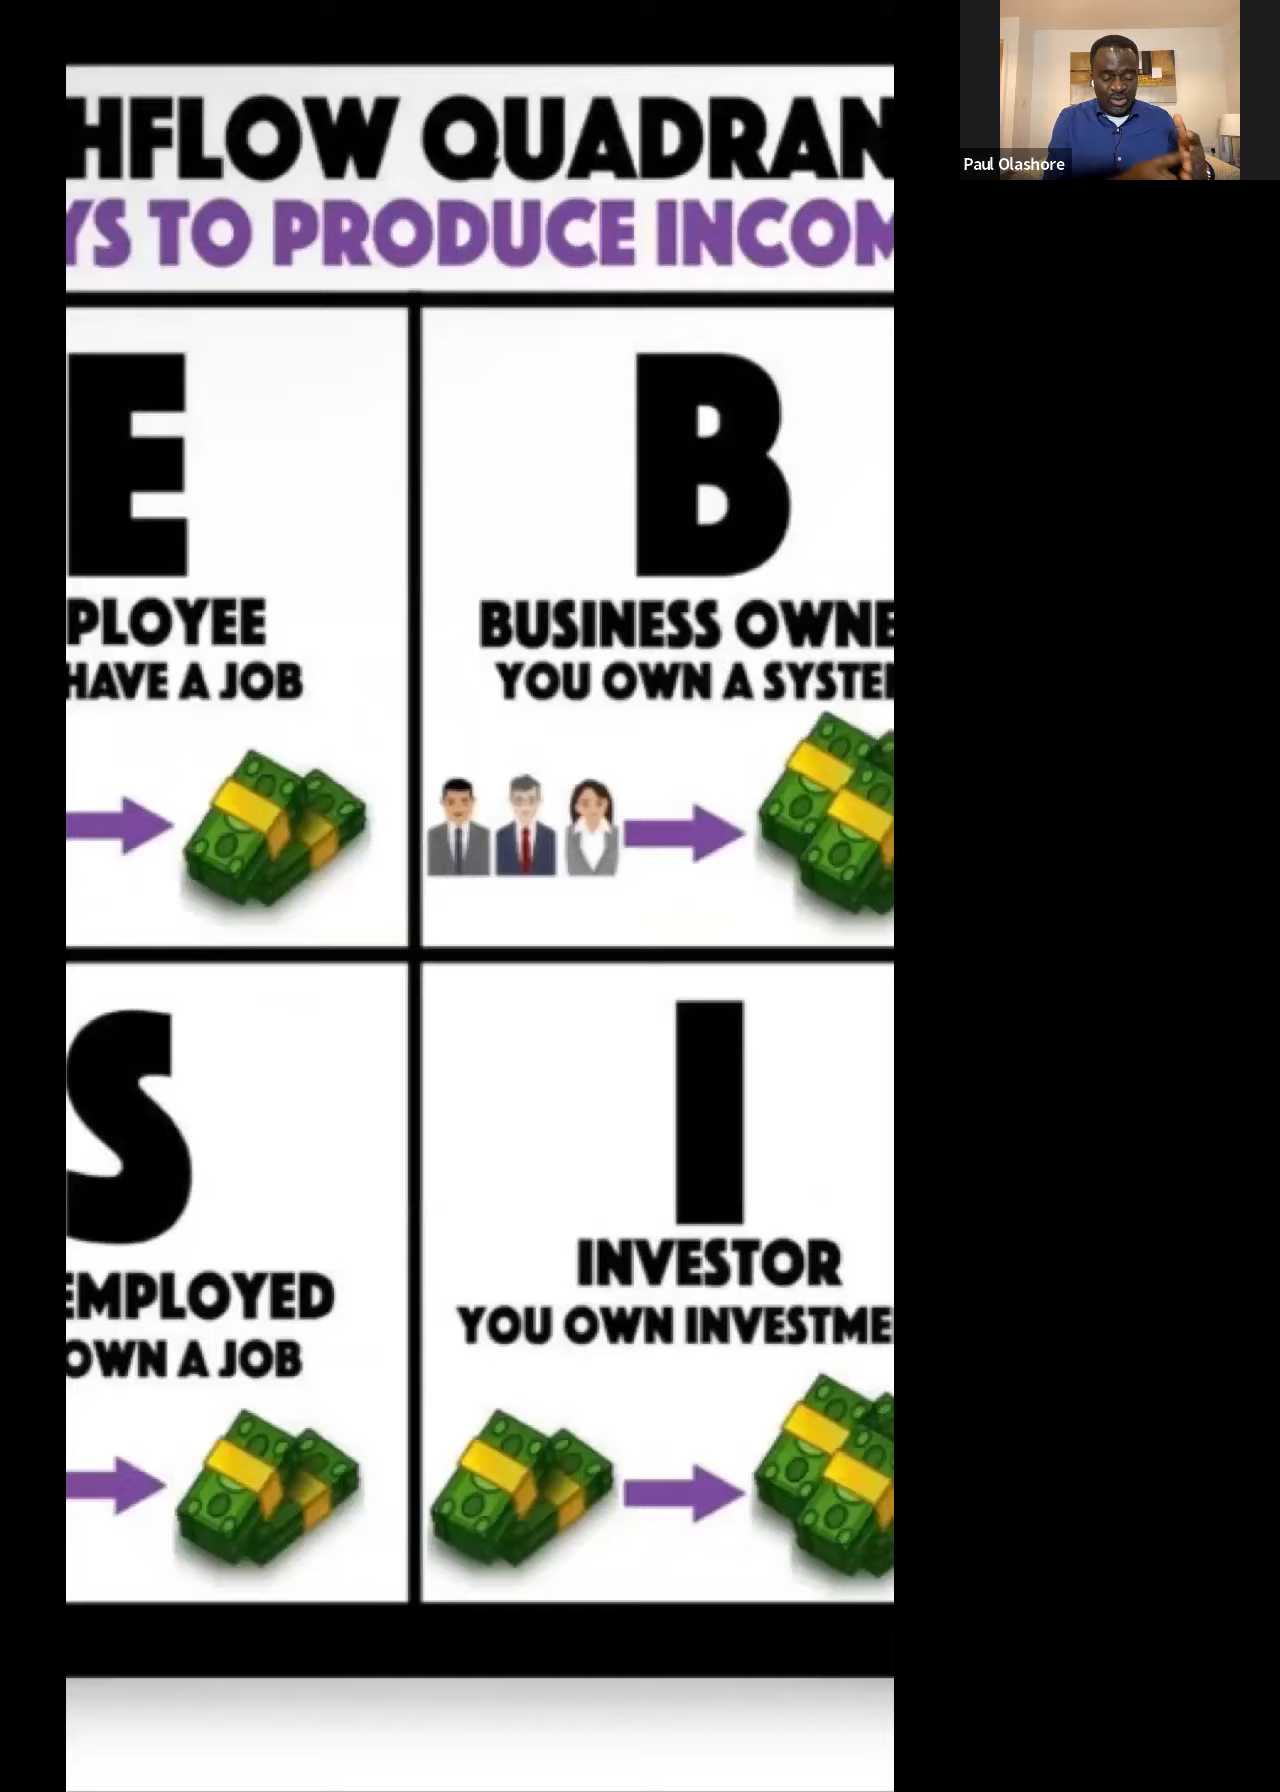 HFLOW QUADRAN
YS TO PRODUCE INCOM
E
PLOYEE
HAVE A JOB
B
BUSINESS OWNE
YOU OWN A SYSTE
S
EMPLOYED
OWN A JOB
I
INVESTOR
YOU OWN INVESTME
Paul Olashore